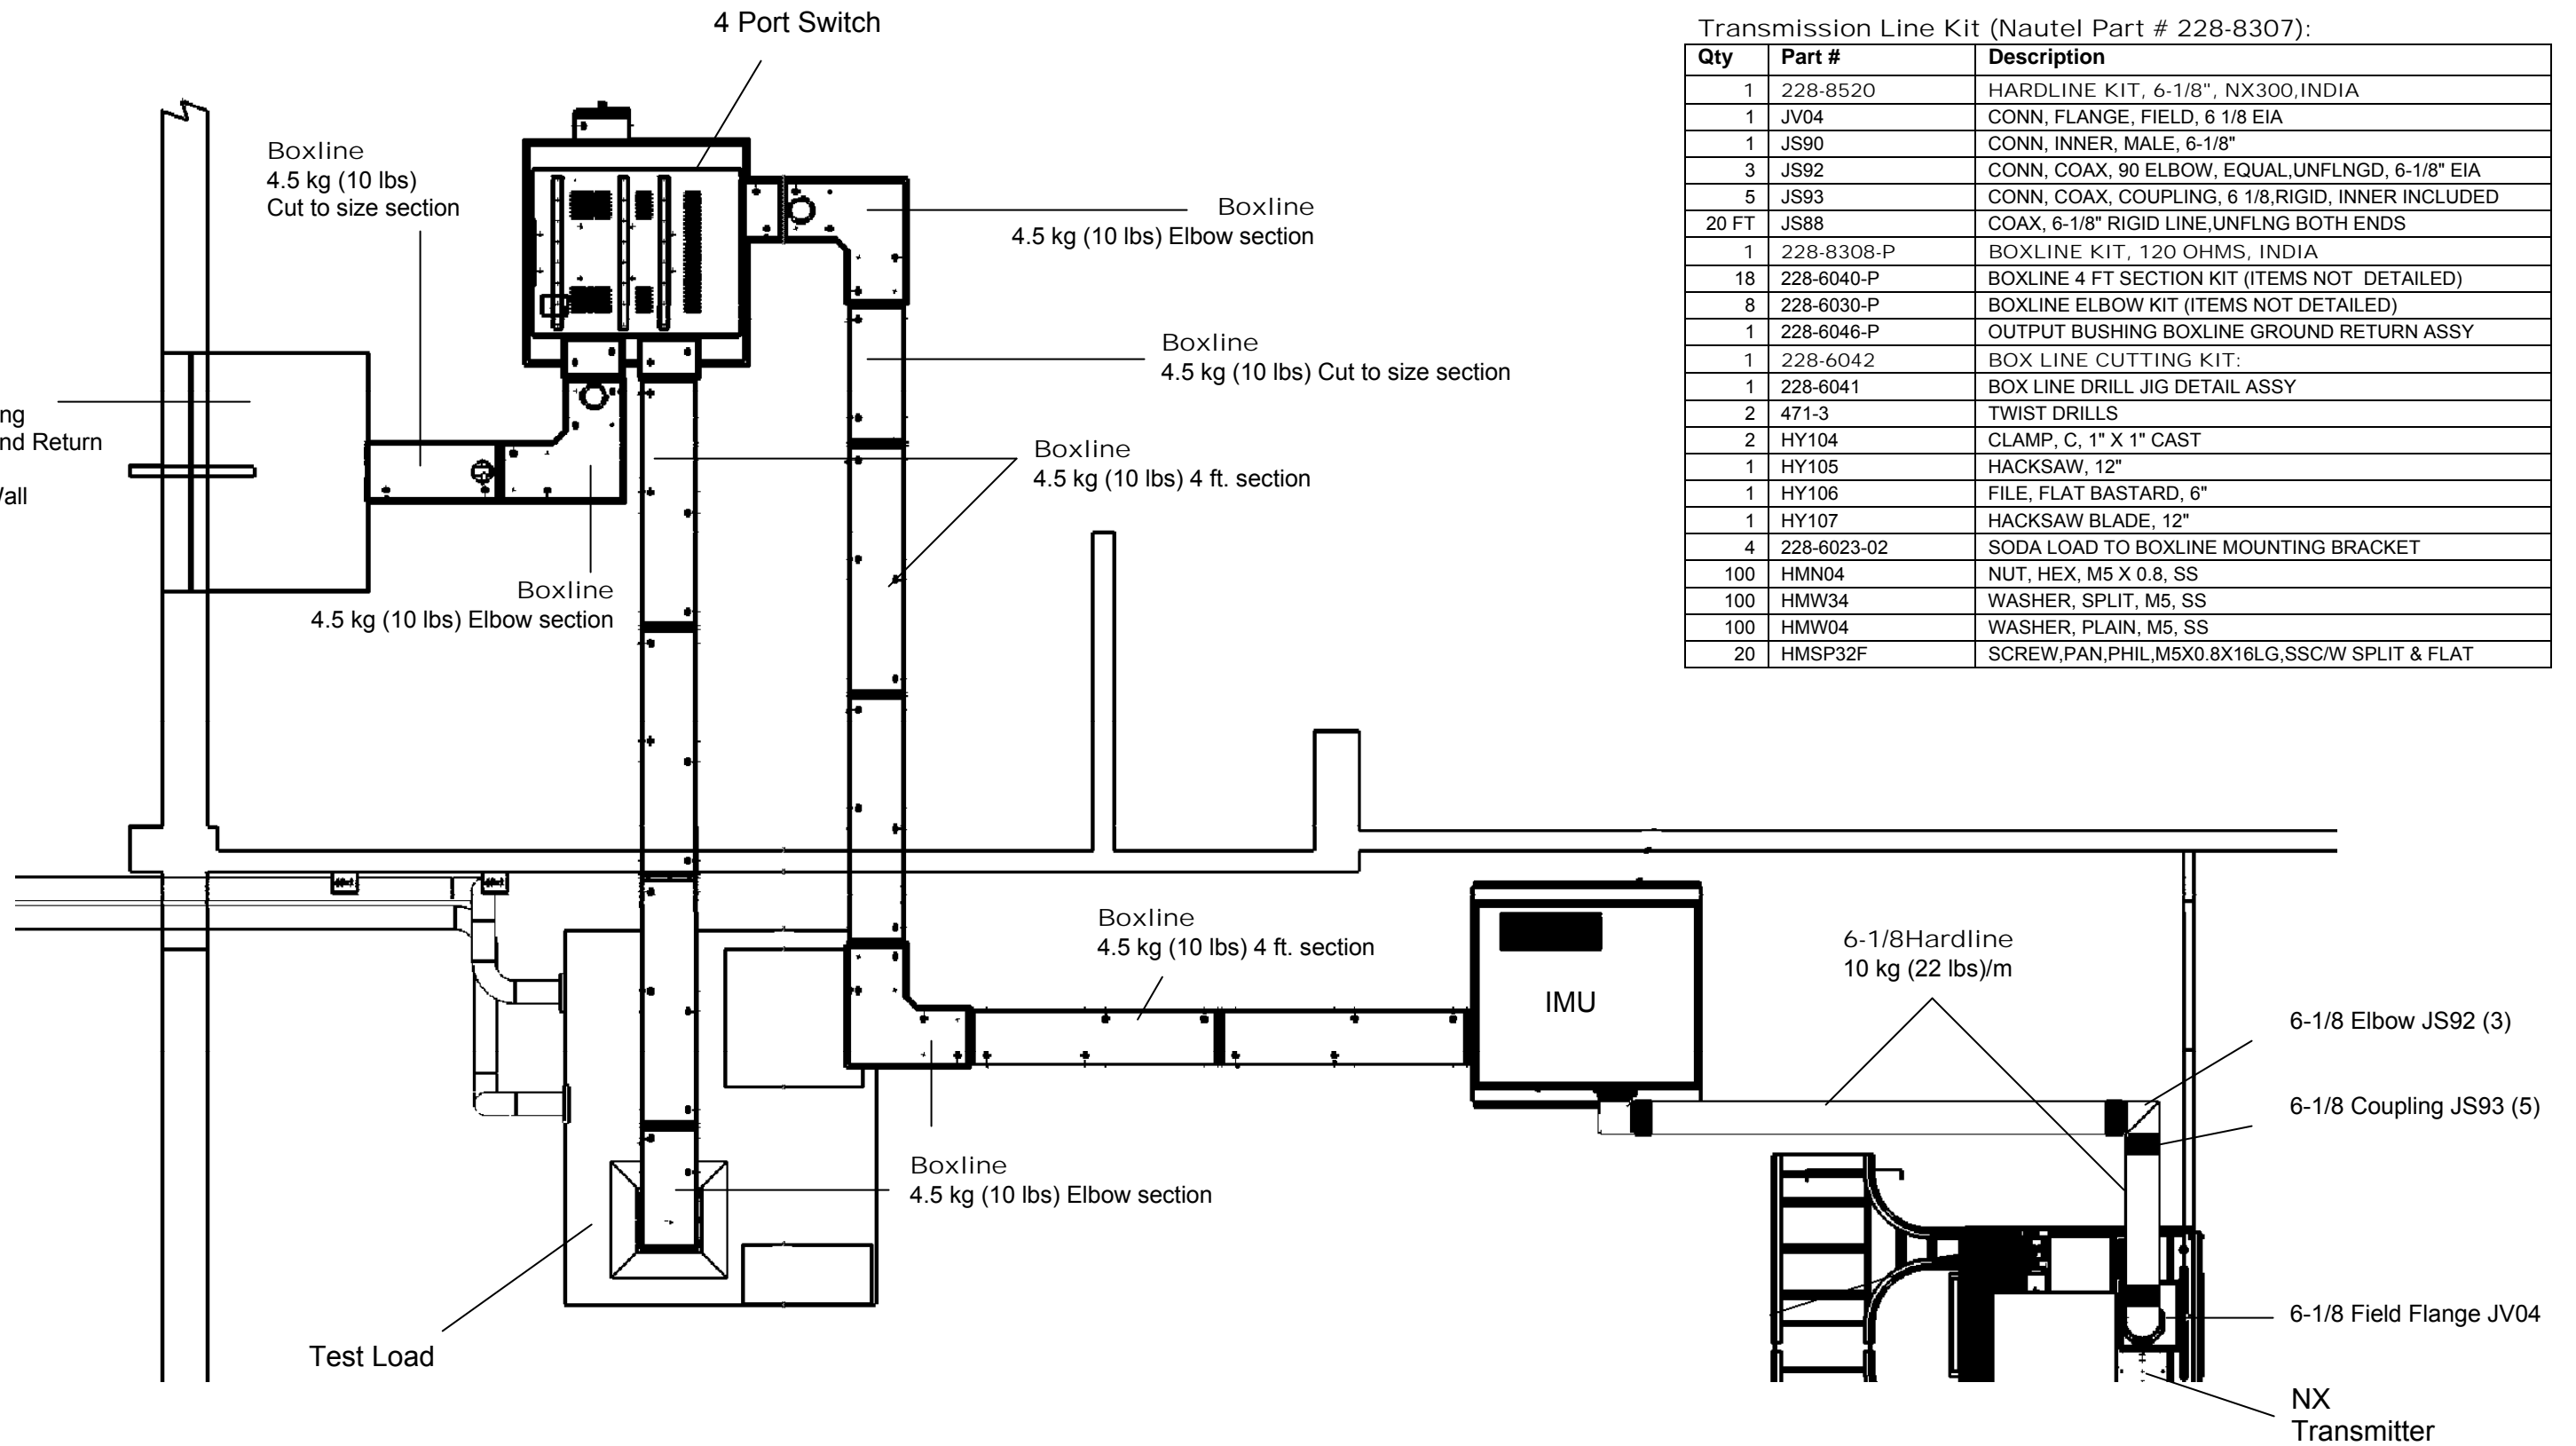 4 Port Switch
Boxline
4.5 kg (10 lbs)
Cut to size section
Boxline
4.5 kg (10 lbs) Elbow section
Boxline
4.5 kg (10 lbs) Cut to size section
ng
nd Return
Wall
Boxline
4.5 kg (10 lbs) 4 ft. section
Boxline
4.5 kg (10 lbs) Elbow section
Boxline
4.5 kg (10 lbs) 4 ft. section
IMU
6-1/8Hardline
10 kg (22 lbs)/m
6-1/8 Elbow JS92 (3)
6-1/8 Coupling JS93 (5)
Boxline
4.5 kg (10 lbs) Elbow section
6-1/8 Field Flange JV04
Test Load
NX
Transmitter
Transmission Line Kit (Nautel Part # 228-8307):
Qty Part # Description
1 228-8520 HARDLINE KIT, 6-1/8", NX300,INDIA
1 JV04 CONN, FLANGE, FIELD, 6 1/8 EIA
1 JS90 CONN, INNER, MALE, 6-1/8"
3 JS92 CONN, COAX, 90 ELBOW, EQUAL,UNFLNGD, 6-1/8" EIA
5 JS93 CONN, COAX, COUPLING, 6 1/8,RIGID, INNER INCLUDED
20 FT JS88 COAX, 6-1/8" RIGID LINE,UNFLNG BOTH ENDS
1 228-8308-P BOXLINE KIT, 120 OHMS, INDIA
18 228-6040-P BOXLINE 4 FT SECTION KIT (ITEMS NOT DETAILED)
8 228-6030-P BOXLINE ELBOW KIT (ITEMS NOT DETAILED)
1 228-6046-P OUTPUT BUSHING BOXLINE GROUND RETURN ASSY
1 228-6042 BOX LINE CUTTING KIT:
1 228-6041 BOX LINE DRILL JIG DETAIL ASSY
2 471-3 TWIST DRILLS
2 HY104 CLAMP, C, 1" X 1" CAST
1 HY105 HACKSAW, 12"
1 HY106 FILE, FLAT BASTARD, 6"
1 HY107 HACKSAW BLADE, 12"
4 228-6023-02 SODA LOAD TO BOXLINE MOUNTING BRACKET
100 HMN04 NUT, HEX, M5 X 0.8, SS
100 HMW34 WASHER, SPLIT, M5, SS
100 HMW04 WASHER, PLAIN, M5, SS
20 HMSP32F SCREW,PAN,PHIL,M5X0.8X16LG,SSC/W SPLIT & FLAT